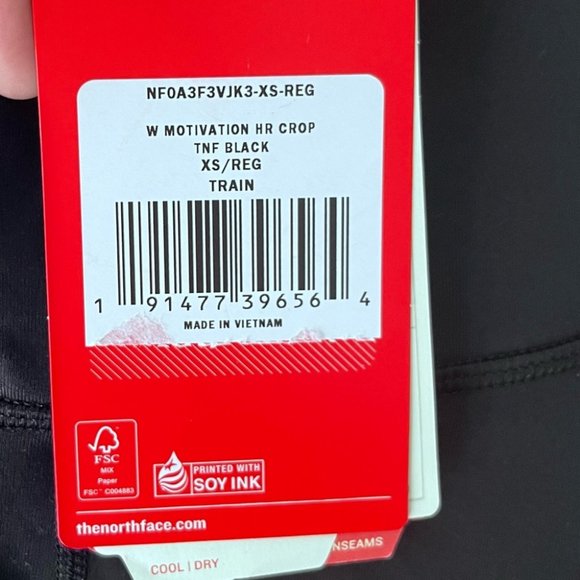 NF0A3F3VJK3-XS-REG
W MOTIVATION HR CROP
TNF BLACK
XS/REG
TRAIN
1 91477 39656 4
MADE IN VIETNAM
FSC
MIX
Paper
FSC™ C004883
PRINTED WITH
SOY INK
thenorthface.com
NSEAMS
COOL | DRY